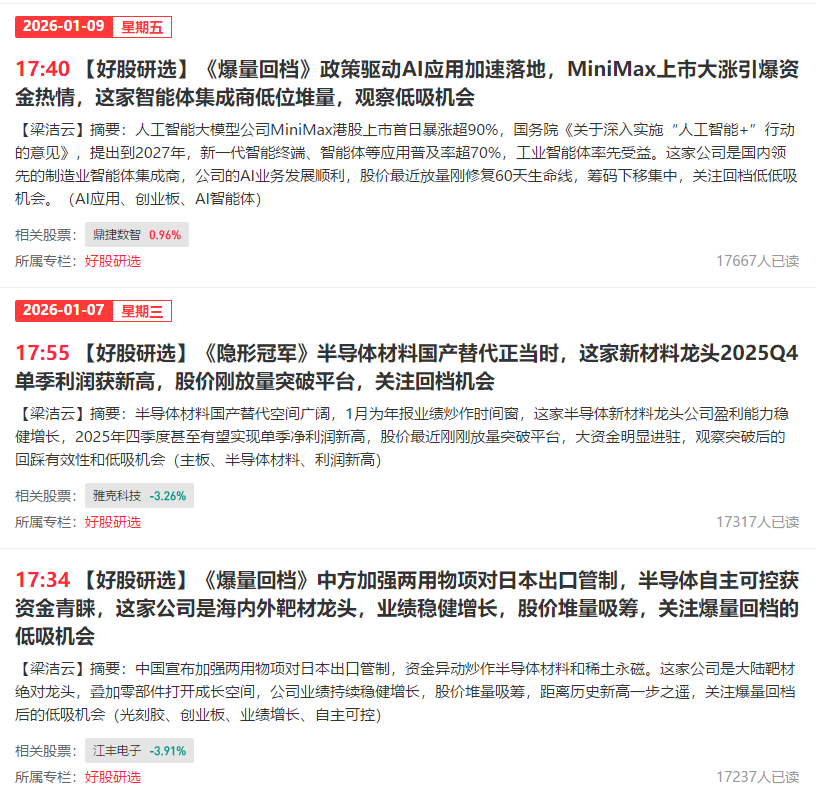 2026-01-09 星期五
17:40 【好股研选】《爆量回档》政策驱动AI应用加速落地，MiniMax上市大涨引爆资
金热情，这家智能体集成商低位堆量，观察低吸机会
【梁洁云】摘要：人工智能大模型公司MiniMax港股上市首日暴涨超90%，国务院《关于深入实施“人工智能+”行动
的意见》，提出到2027年，新一代智能终端、智能体等应用普及率超70%，工业智能体率先受益。这家公司是国内领
先的制造业智能体集成商，公司的AI业务发展顺利，股价最近放量刚修复60天生命线，筹码下移集中，关注回档低低吸
机会。（AI应用、创业板、AI智能体）
相关股票： 鼎捷数智 0.96%
所属专栏：好股研选 17667人已读
2026-01-07 星期三
17:55 【好股研选】《隐形冠军》半导体材料国产替代正当时，这家新材料龙头2025Q4
单季利润获新高，股价刚放量突破平台，关注回档机会
【梁洁云】摘要：半导体材料国产替代空间广阔，1月为年报业绩炒作时间窗，这家半导体新材料龙头公司盈利能力稳
健增长，2025年四季度甚至有望实现单季净利润新高，股价最近刚刚放量突破平台，大资金明显进驻，观察突破后的
回踩有效性和低吸机会（主板、半导体材料、利润新高）
相关股票： 雅克科技 -3.26%
所属专栏：好股研选 17317人已读
17:34 【好股研选】《爆量回档》中方加强两用物项对日本出口管制，半导体自主可控获
资金青睐，这家公司是海内外靶材龙头，业绩稳健增长，股价堆量吸筹，关注爆量回档的
低吸机会
【梁洁云】摘要：中国宣布加强两用物项对日本出口管制，资金异动炒作半导体材料和稀土永磁。这家公司是大陆靶材
绝对龙头，叠加零部件打开成长空间，公司业绩持续稳健增长，股价堆量吸筹，距离历史新高一步之遥，关注爆量回档
后的低吸机会（光刻胶、创业板、业绩增长、自主可控）
相关股票： 江丰电子 -3.91%
所属专栏：好股研选 17237人已读